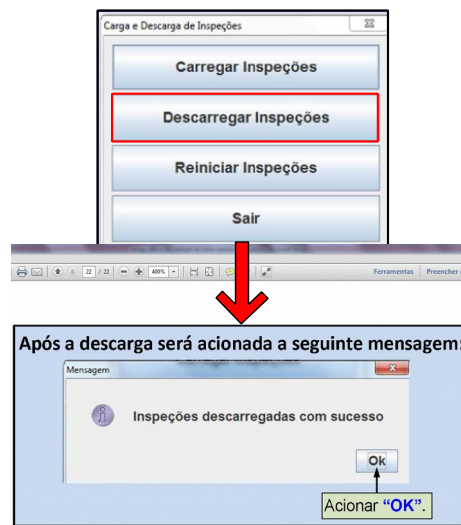 Carga e Descarga de Inspeções
Carregar Inspeções
Descarregar Inspeções
Reiniciar Inspeções
Sair
22 / 22
400%
Ferramentas
Preencher
Após a descarga será acionada a seguinte mensagem:
Mensagem
Inspeções descarregadas com sucesso
Ok
Acionar “OK”.